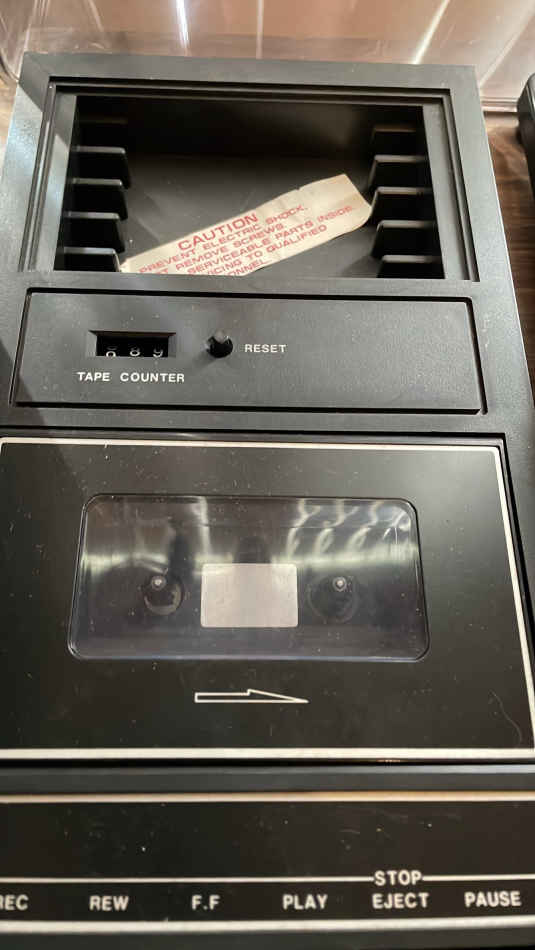 CAUTION
PREVENT ELECTRIC SHOCK,
REMOVE SCREWS.
SERVICEABLE PARTS INSIDE.
TO QUALIFIED
089
RESET
TAPE COUNTER
STOP
REC REW F.F PLAY EJECT PAUSE